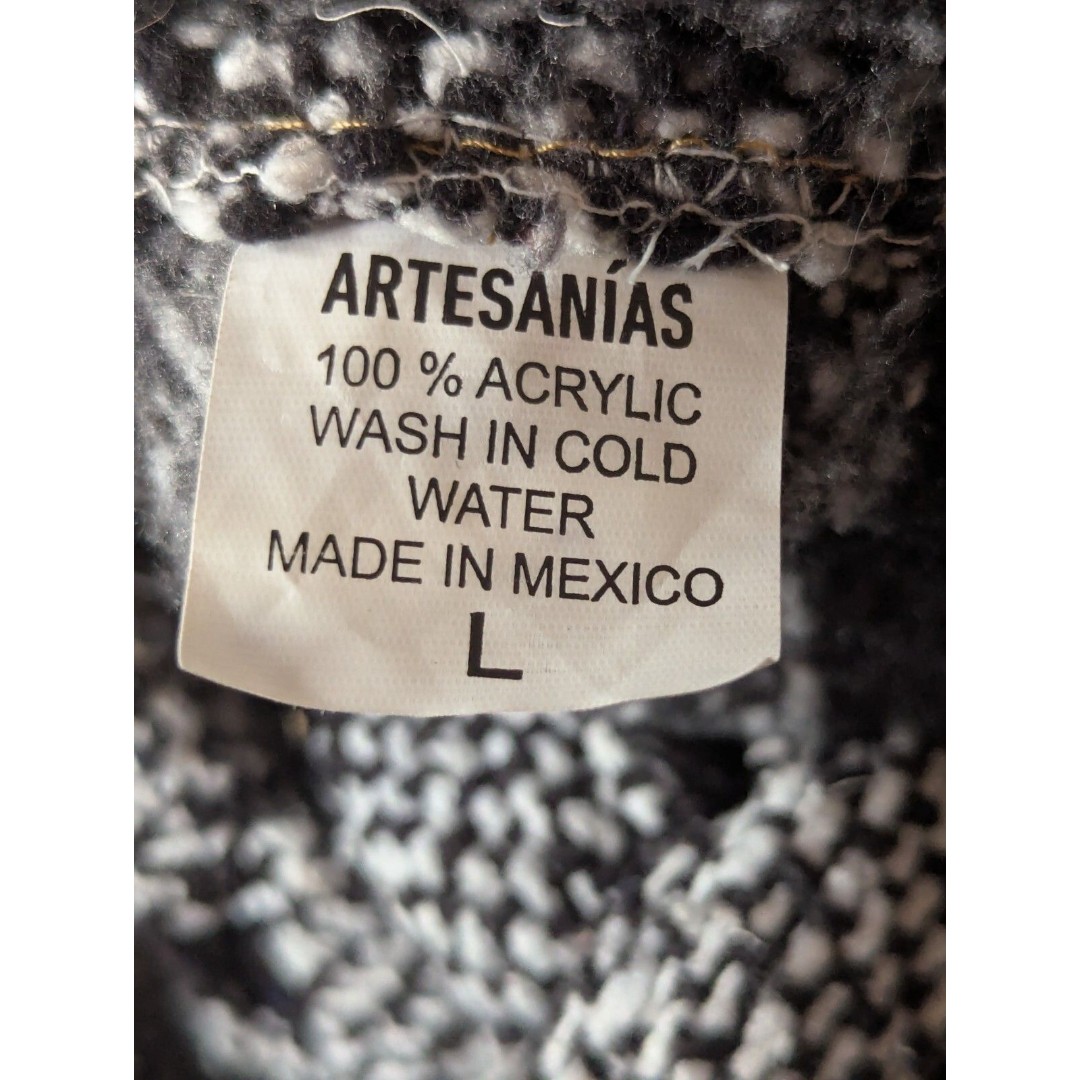 ARTESANÍAS
100 % ACRYLIC
WASH IN COLD
WATER
MADE IN MEXICO
L